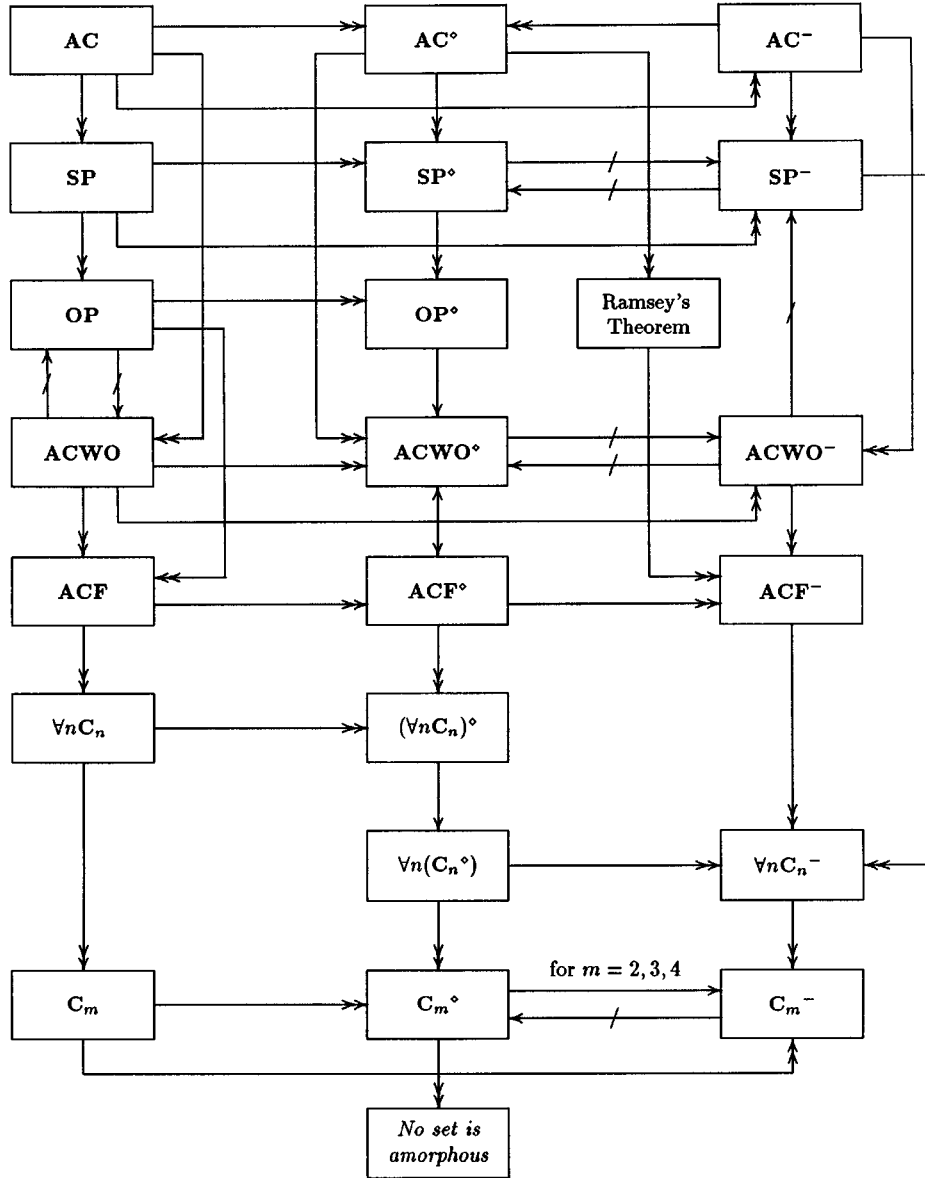 AC
AC⋄
AC⁻
SP
SP⋄
SP⁻
OP
OP⋄
Ramsey's
Theorem
ACWO
ACWO⋄
ACWO⁻
ACF
ACF⋄
ACF⁻
∀nCₙ
(∀nCₙ)⋄
∀n(Cₙ⋄)
∀nCₙ⁻
for m = 2, 3, 4
Cₘ
Cₘ⋄
Cₘ⁻
No set is
amorphous